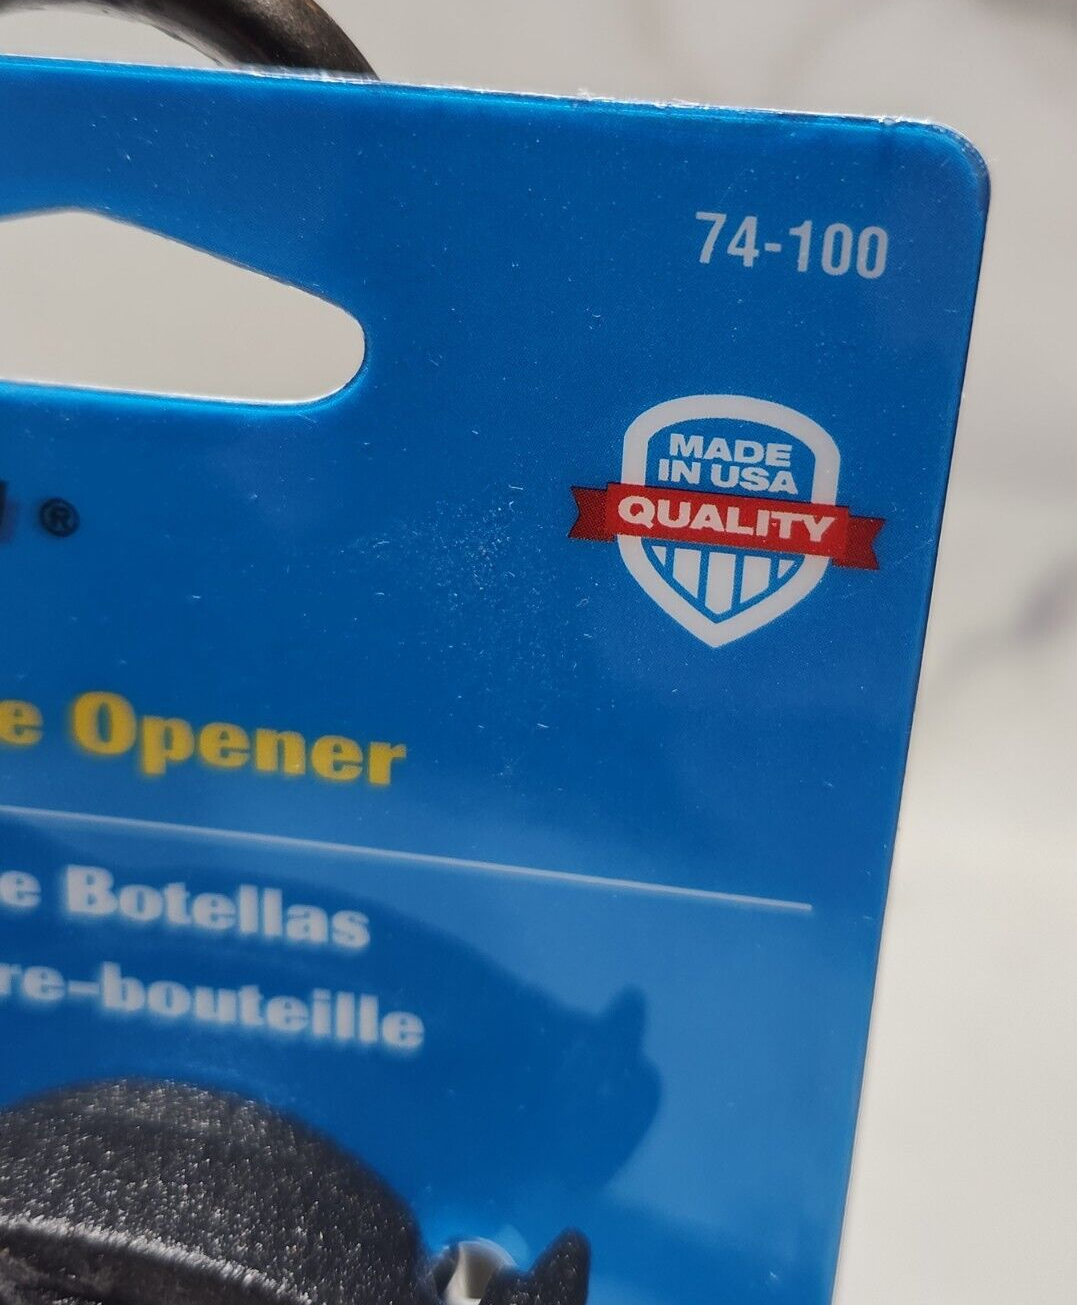 74-100
MADE
IN USA
QUALITY
®
e Opener
e Botellas
re-bouteille